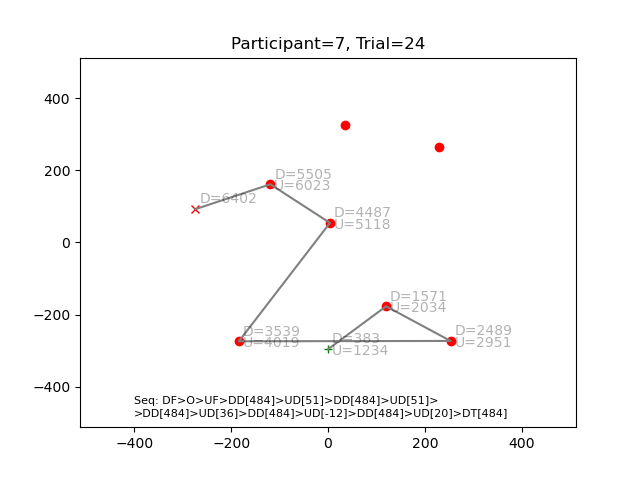 Participant=7, Trial=24
400
200
0
−200
−400
D=5505
U=6023
D=6402
D=4487
U=5118
D=1571
U=2034
D=3539
U=4019
D=383
U=1234
D=2489
U=2951
Seq: DF>O>UF>DD[484]>UD[51]>DD[484]>UD[51]>
>DD[484]>UD[36]>DD[484]>UD[-12]>DD[484]>UD[20]>DT[484]
−400 −200 0 200 400